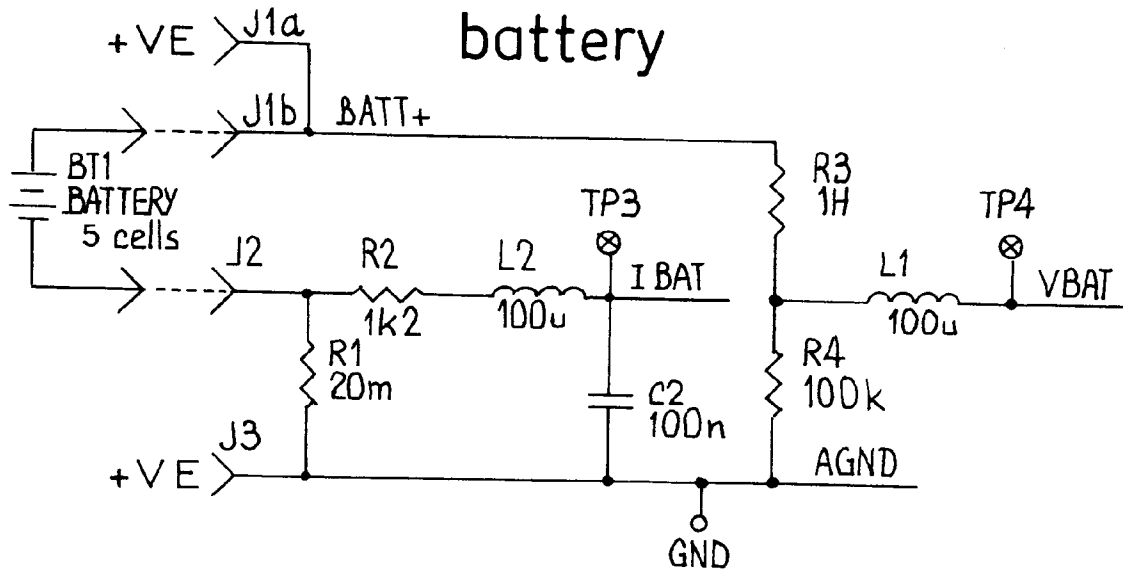 battery
+VE
J1a
J1b
BATT+
BT1
BATTERY
5 cells
J2
R2
1k2
L2
100u
TP3
I BAT
R3
1H
TP4
L1
100u
VBAT
R1
20m
C2
100n
R4
100k
J3
+VE
AGND
GND